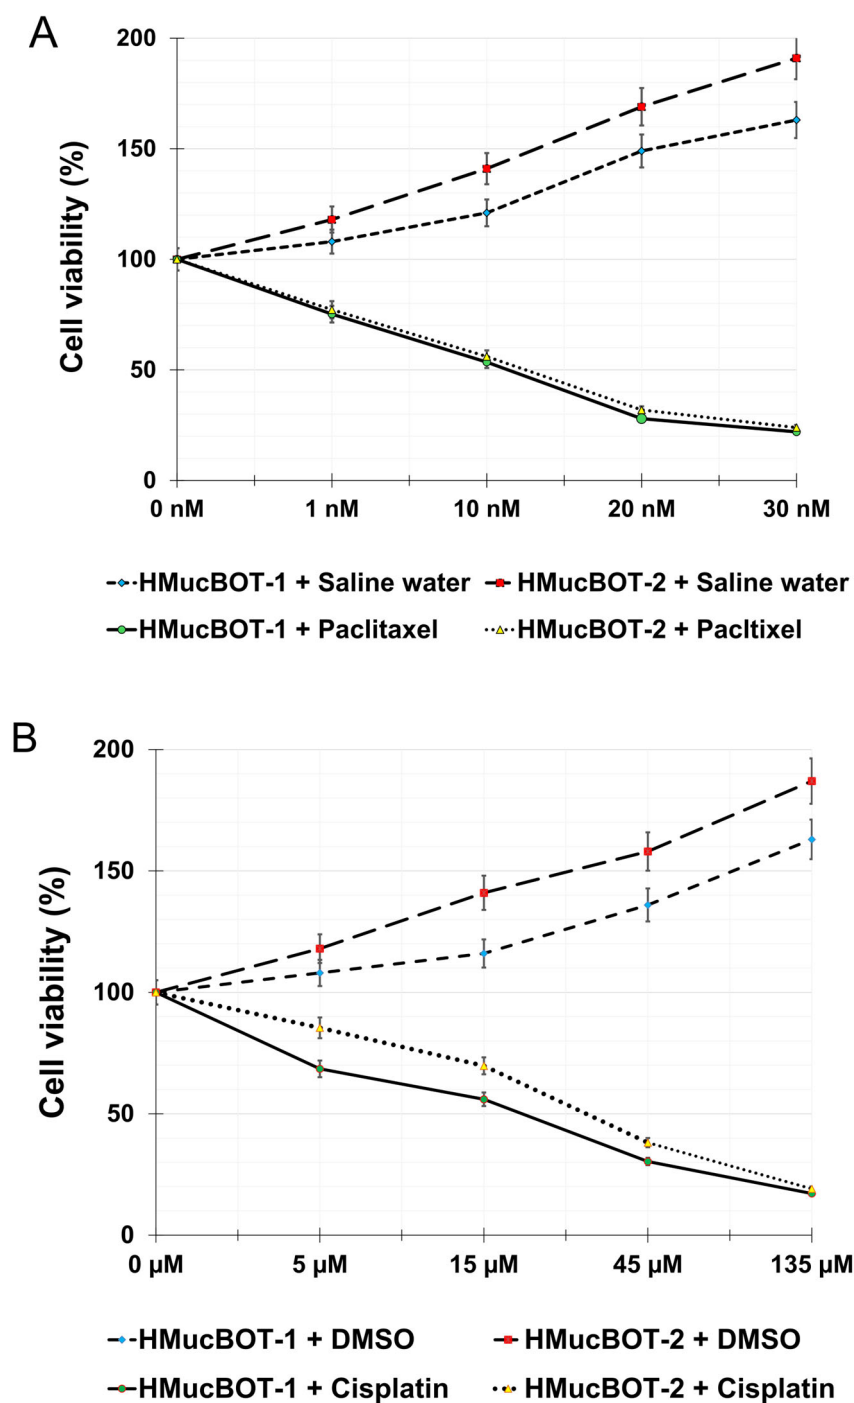 A
Cell viability (%)
200
150
100
50
0
0 nM 1 nM 10 nM 20 nM 30 nM
HMucBOT-1 + Saline water HMucBOT-2 + Saline water
HMucBOT-1 + Paclitaxel HMucBOT-2 + Pacltixel
B
Cell viability (%)
200
150
100
50
0
0 µM 5 µM 15 µM 45 µM 135 µM
HMucBOT-1 + DMSO HMucBOT-2 + DMSO
HMucBOT-1 + Cisplatin HMucBOT-2 + Cisplatin